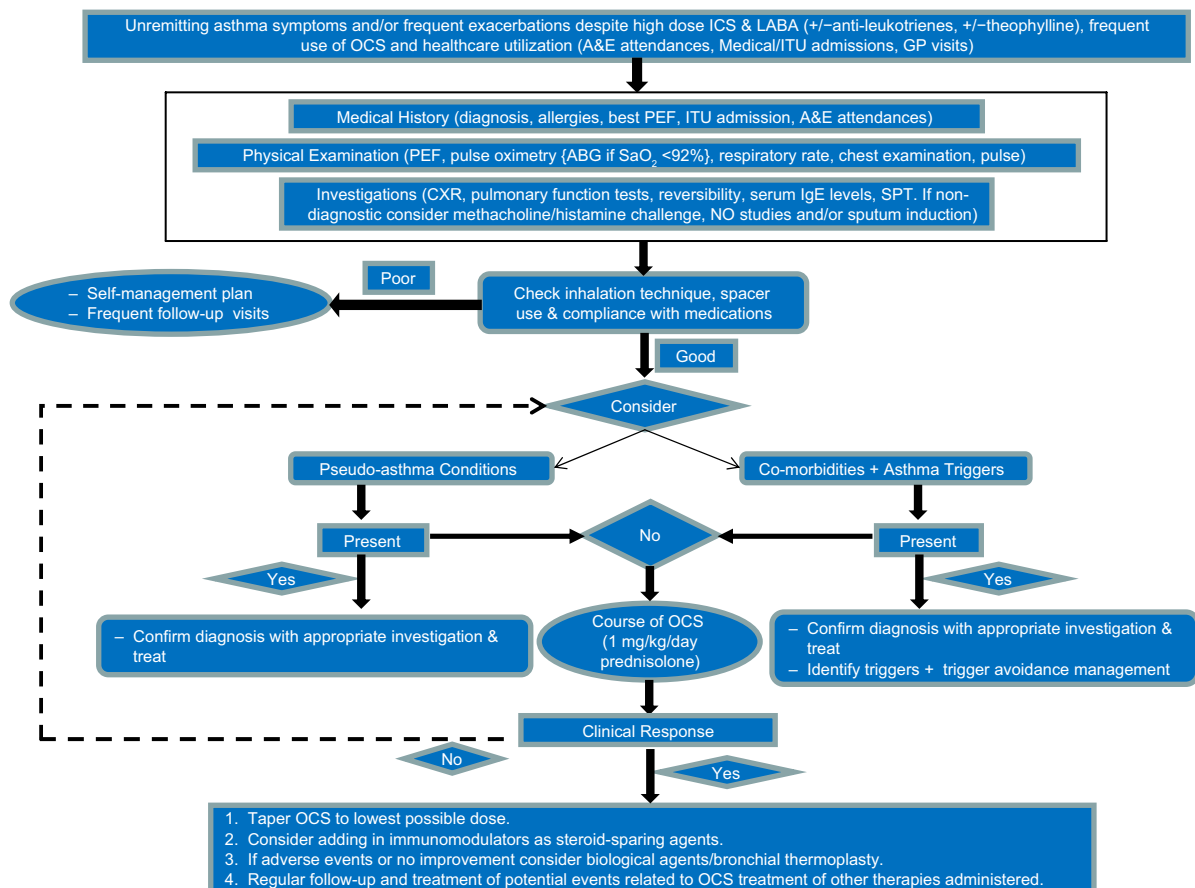 Unremitting asthma symptoms and/or frequent exacerbations despite high dose ICS & LABA (+/−anti-leukotrienes, +/−theophylline), frequent
use of OCS and healthcare utilization (A&E attendances, Medical/ITU admissions, GP visits)
Medical History (diagnosis, allergies, best PEF, ITU admission, A&E attendances)
Physical Examination (PEF, pulse oximetry {ABG if SaO2 <92%}, respiratory rate, chest examination, pulse)
Investigations (CXR, pulmonary function tests, reversibility, serum IgE levels, SPT. If non-
diagnostic consider methacholine/histamine challenge, NO studies and/or sputum induction)
Poor
– Self-management plan
– Frequent follow-up visits
Check inhalation technique, spacer
use & compliance with medications
Good
Consider
Pseudo-asthma Conditions
Co-morbidities + Asthma Triggers
Present
No
Present
Yes
Yes
– Confirm diagnosis with appropriate investigation &
treat
Course of OCS
(1 mg/kg/day
prednisolone)
– Confirm diagnosis with appropriate investigation &
treat
– Identify triggers + trigger avoidance management
Clinical Response
No
Yes
1. Taper OCS to lowest possible dose.
2. Consider adding in immunomodulators as steroid-sparing agents.
3. If adverse events or no improvement consider biological agents/bronchial thermoplasty.
4. Regular follow-up and treatment of potential events related to OCS treatment of other therapies administered.